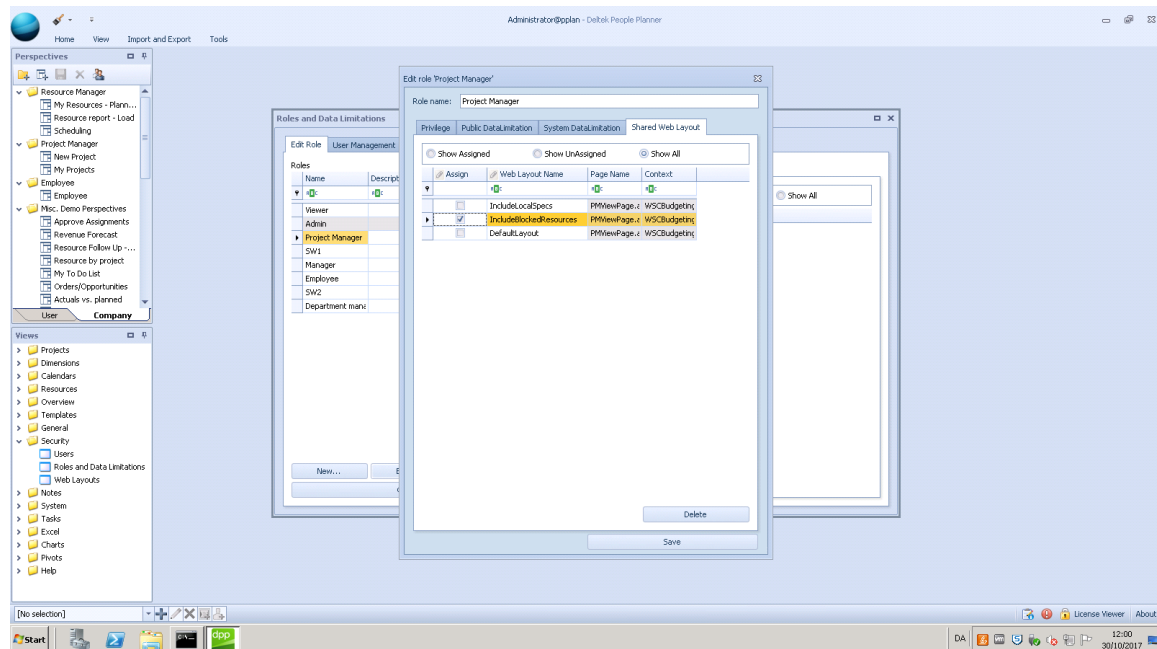 Administrator@pplan - Deltek People Planner
Home View Import and Export Tools
Perspectives
Resource Manager
My Resources - Plann...
Resource report - Load
Scheduling
Project Manager
New Project
My Projects
Employee
Employee
Misc. Demo Perspectives
Approve Assignments
Revenue Forecast
Resource Follow Up -...
Resource by project
My To Do List
Orders/Opportunities
Actuals vs. planned
User Company
Views
Projects
Dimensions
Calendars
Resources
Overview
Templates
General
Security
Users
Roles and Data Limitations
Web Layouts
Notes
System
Tasks
Excel
Charts
Pivots
Help
Roles and Data Limitations
Edit Role User Management
Roles
Name Descript
Viewer
Admin
Project Manager
SW1
Manager
Employee
SW2
Department mana
New...
Show All
Edit role 'Project Manager'
Role name: Project Manager
Privilege Public DataLimitation System DataLimitation Shared Web Layout
Show Assigned Show UnAssigned Show All
Assign Web Layout Name Page Name Context
IncludeLocalSpecs PMViewPage.a WSCBudgeting
IncludeBlockedResources PMViewPage.a WSCBudgeting
DefaultLayout PMViewPage.a WSCBudgeting
Delete
Save
[No selection]
License Viewer About
Start
dpp
DA
12:00
30/10/2017